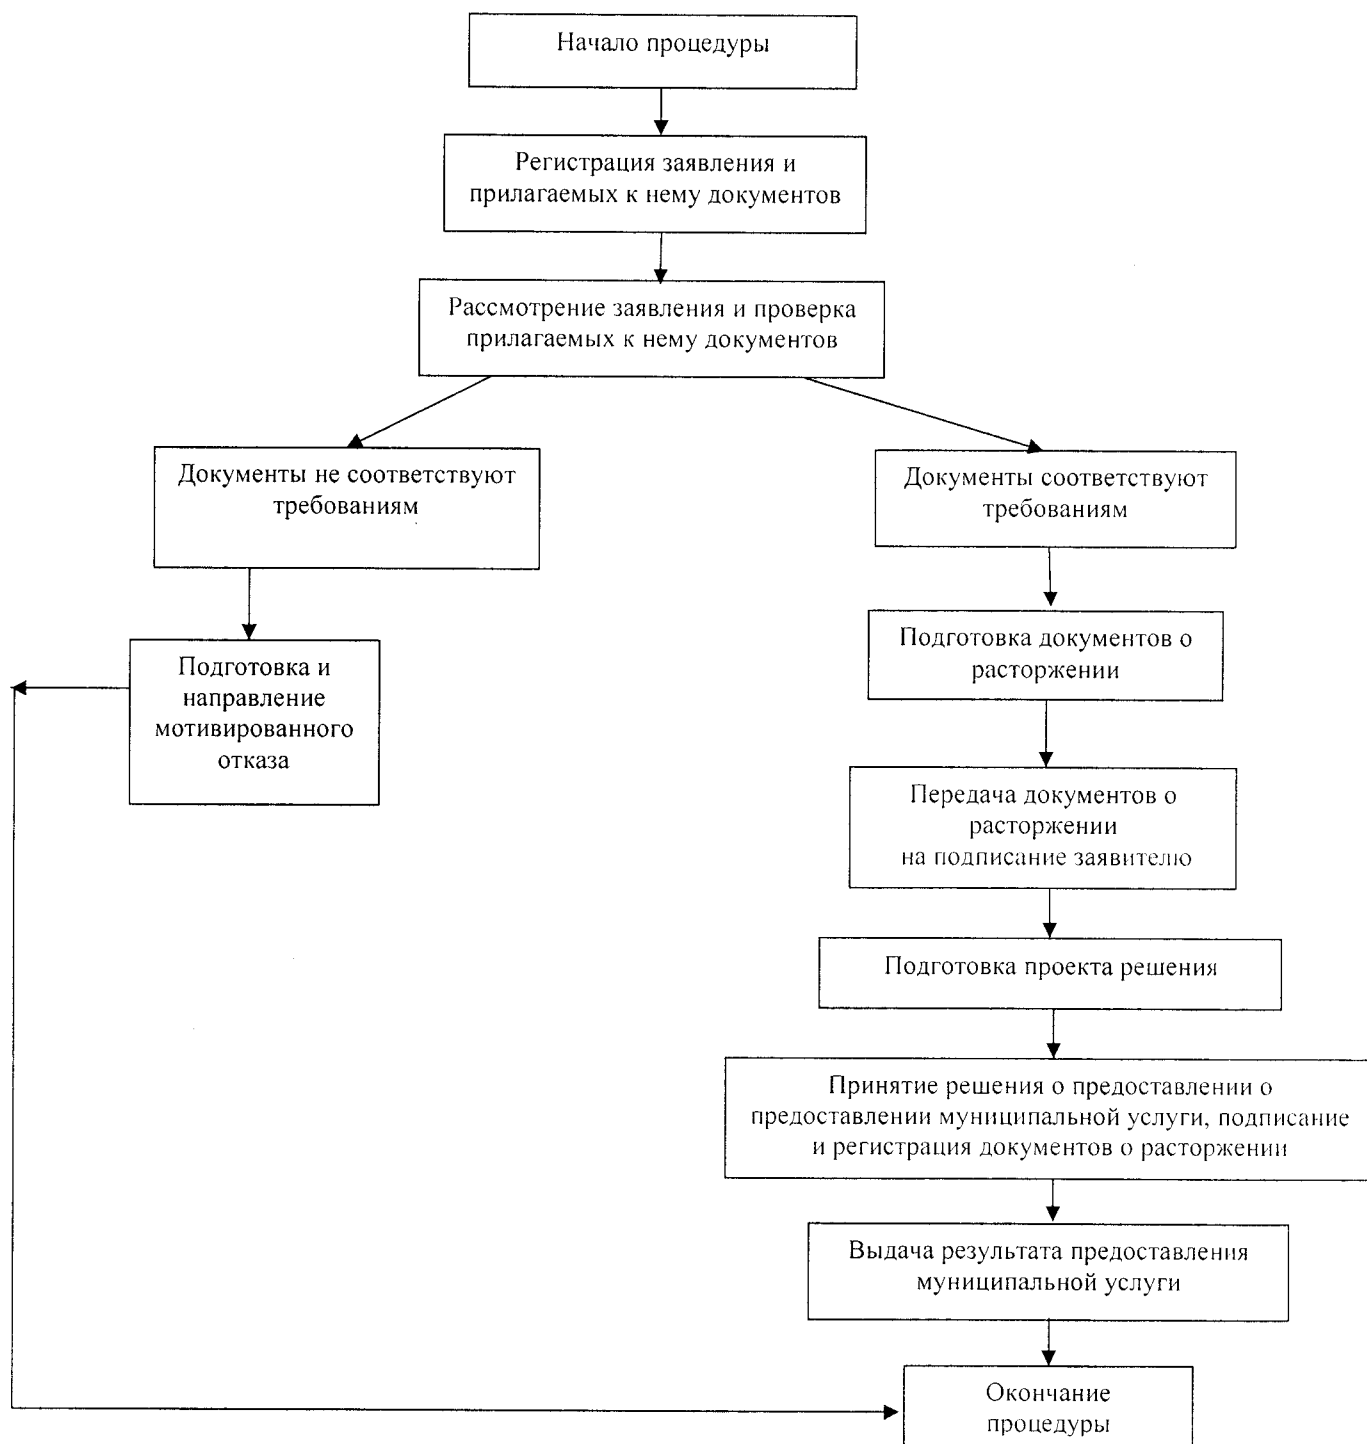 Начало процедуры
Регистрация заявления и
прилагаемых к нему документов
Рассмотрение заявления и проверка
прилагаемых к нему документов
Документы не соответствуют
требованиям
Документы соответствуют
требованиям
Подготовка и
направление
мотивированного
отказа
Подготовка документов о
расторжении
Передача документов о
расторжении
на подписание заявителю
Подготовка проекта решения
Принятие решения о предоставлении о
предоставлении муниципальной услуги, подписание
и регистрация документов о расторжении
Выдача результата предоставления
муниципальной услуги
Окончание
процедуры